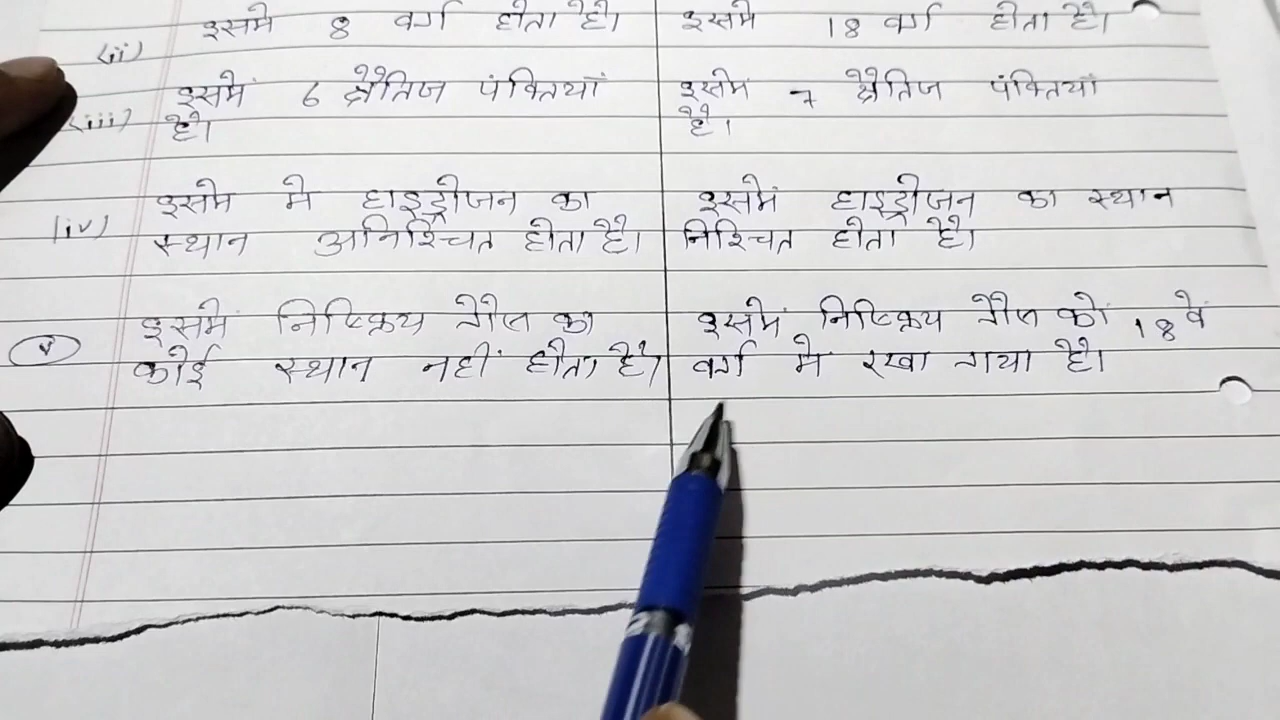 इसमे 8 वर्ग होता है। इसमे 18 वर्ग होता है।
(ii)
इसमें 6 क्षैतिज पंक्तियाँ इसमें 7 क्षैतिज पंक्तियाँ
(iii) है। है।
इसमे मे हाइड्रोजन का इसमें हाइड्रोजन का स्थान
(iv) स्थान अनिश्चित होता है। निश्चित होता है।
इसमें निष्क्रिय गैस का इसमें निष्क्रिय गैस को 18 वें
(v) कोई स्थान नहीं होता है। वर्ग में रखा गया है।